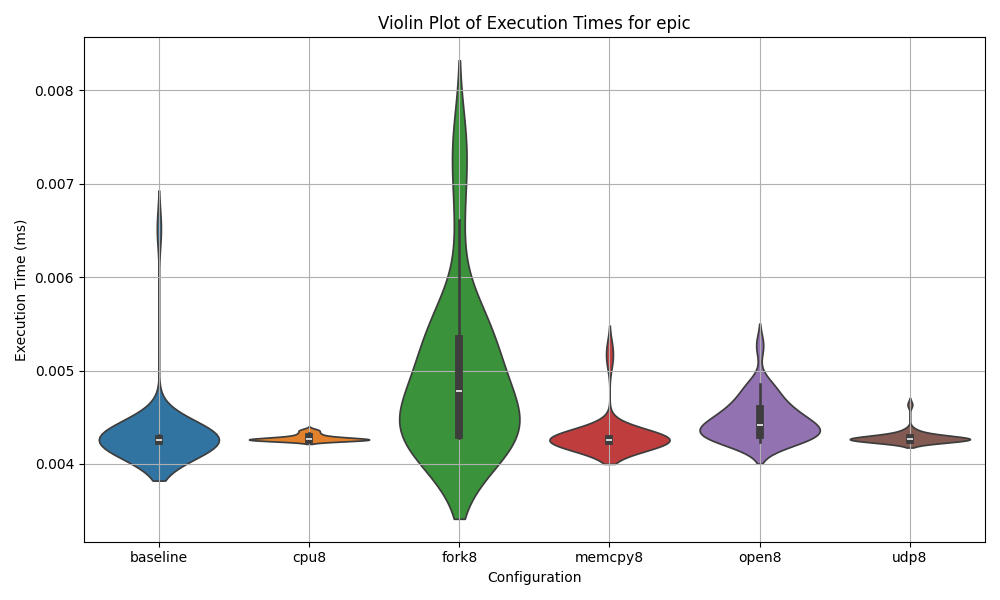 Violin Plot of Execution Times for epic
Execution Time (ms)
0.008
0.007
0.006
0.005
0.004
baseline cpu8 fork8 memcpy8 open8 udp8
Configuration